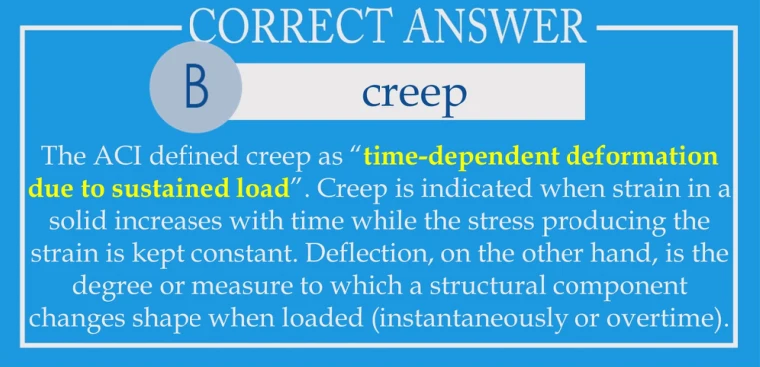 CORRECT ANSWER
B
creep
The ACI defined creep as “time-dependent deformation
due to sustained load”. Creep is indicated when strain in a
solid increases with time while the stress producing the
strain is kept constant. Deflection, on the other hand, is the
degree or measure to which a structural component
changes shape when loaded (instantaneously or overtime).